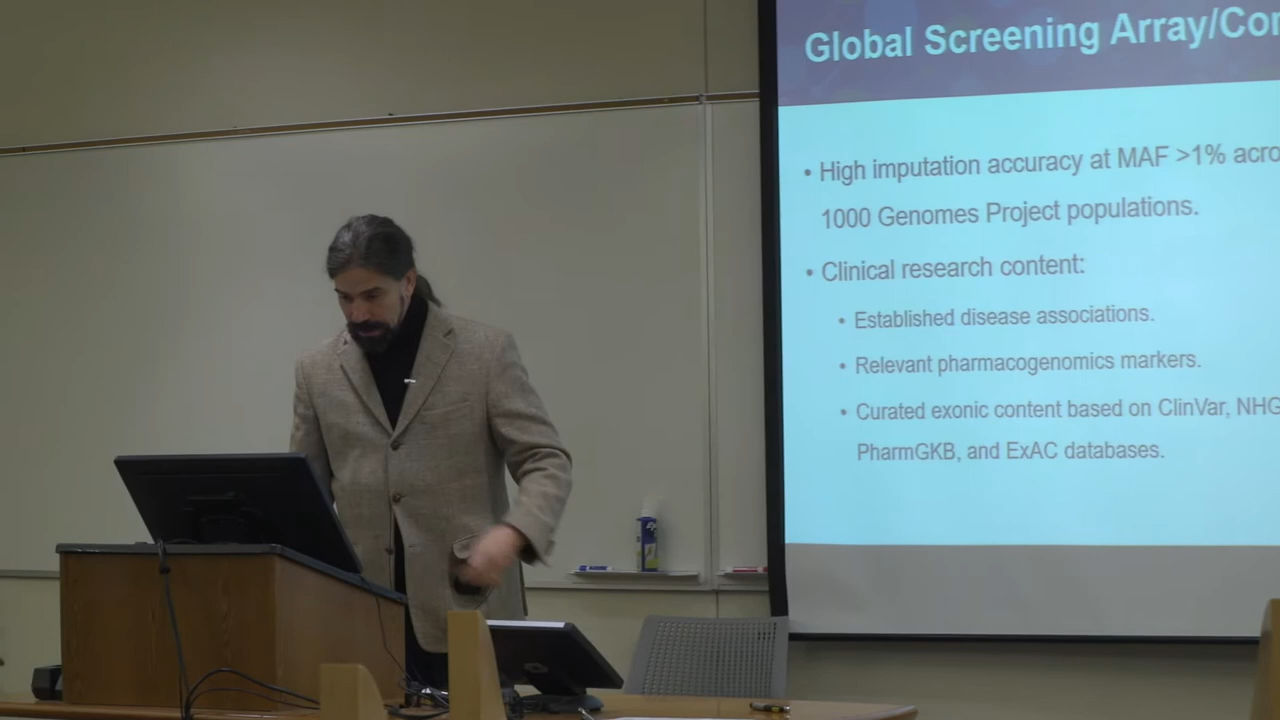 Global Screening Array/Con
• High imputation accuracy at MAF >1% acro
1000 Genomes Project populations.
• Clinical research content:
• Established disease associations.
• Relevant pharmacogenomics markers.
• Curated exonic content based on ClinVar, NHG
PharmGKB, and ExAC databases.